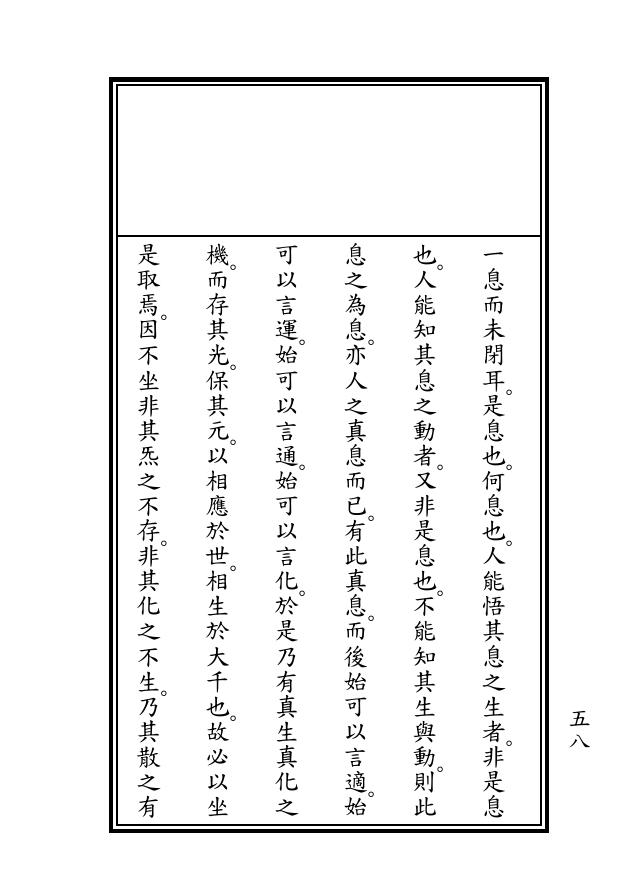 一息而未閉耳。是息也。何息也。人能悟其息之生者。非是息
也。人能知其息之動者。又非是息也。不能知其生與動。則此
息之為息。亦人之真息而已。有此真息。而後始可以言適。始
可以言運。始可以言通。始可以言化。於是乃有真生真化之
機。而存其光。保其元。以相應於世。相生於大千也。故必以坐
是取焉。因不坐非其炁之不存。非其化之不生。乃其散之有
五八